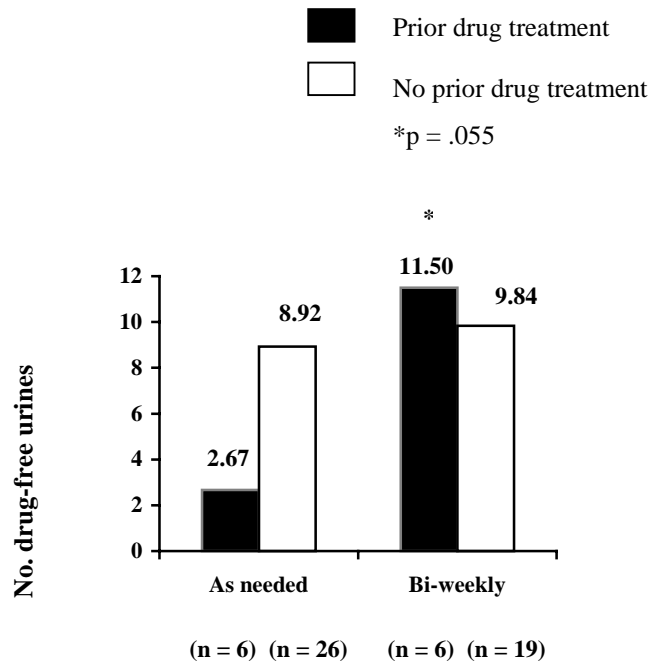 Prior drug treatment
No prior drug treatment
*p = .055
*
11.50
9.84
8.92
2.67
12
10
8
6
4
2
0
No. drug-free urines
As needed Bi-weekly
(n = 6) (n = 26) (n = 6) (n = 19)